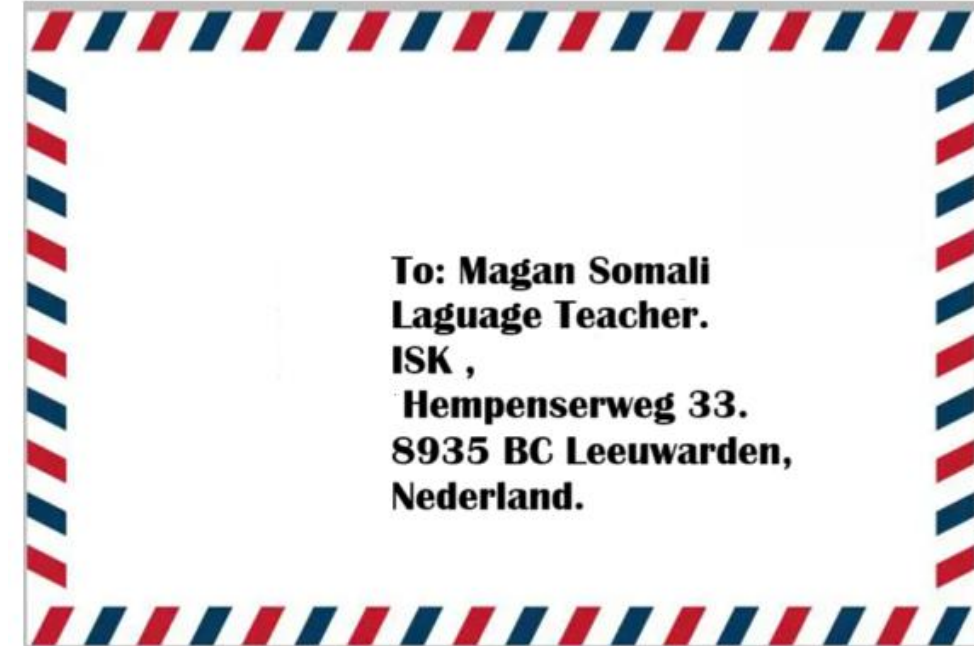 To: Magan Somali
Laguage Teacher.
ISK ,
Hempenserweg 33.
8935 BC Leeuwarden,
Nederland.